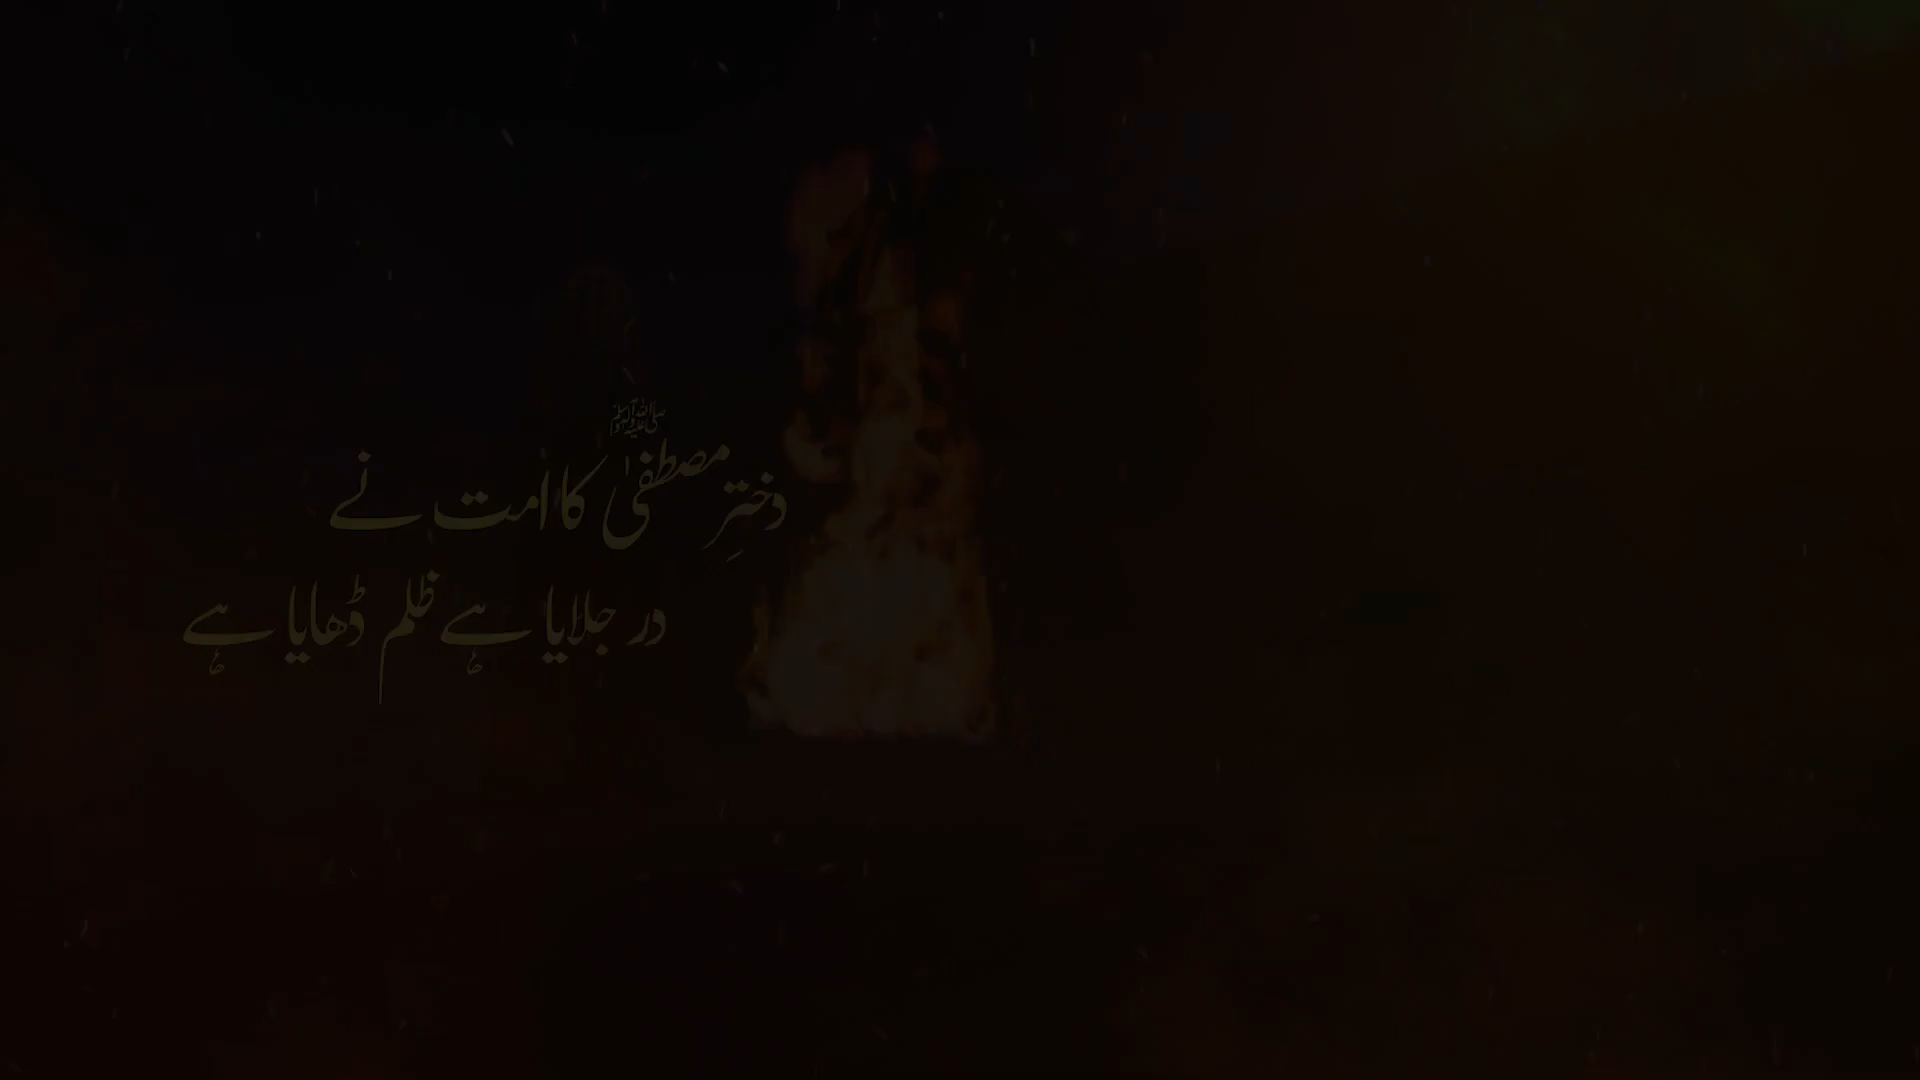 دخترِ مصطفیٰ ﷺ کا امت نے
در جلایا ہے ظلم ڈھایا ہے